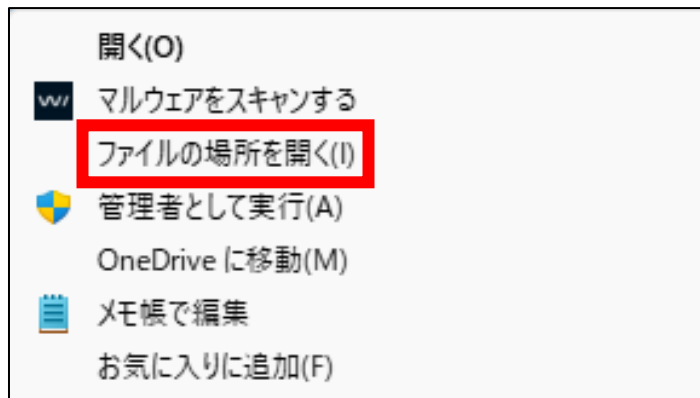 開く(O)
マルウェアをスキャンする
ファイルの場所を開く(I)
管理者として実行(A)
OneDrive に移動(M)
メモ帳で編集
お気に入りに追加(F)